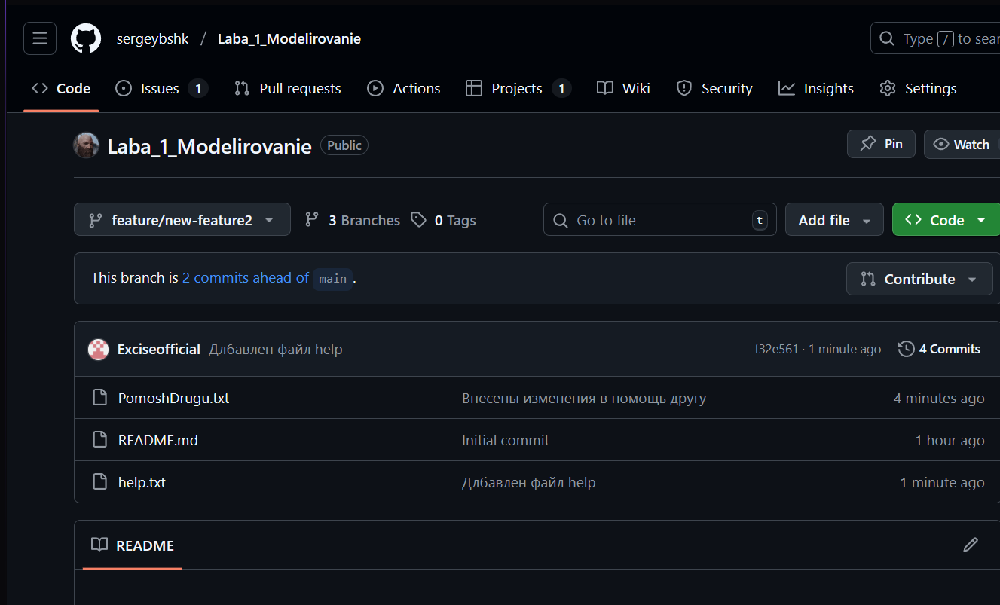 sergeybshk / Laba_1_Modelirovanie Type / to sear
Code Issues 1 Pull requests Actions Projects 1 Wiki Security Insights Settings
Laba_1_Modelirovanie Public Pin Watch
feature/new-feature2 3 Branches 0 Tags Go to file t Add file Code
This branch is 2 commits ahead of main . Contribute
Exciseofficial Длбавлен файл help f32e561 · 1 minute ago 4 Commits
PomoshDrugu.txt Внесены изменения в помощь другу 4 minutes ago
README.md Initial commit 1 hour ago
help.txt Длбавлен файл help 1 minute ago
README